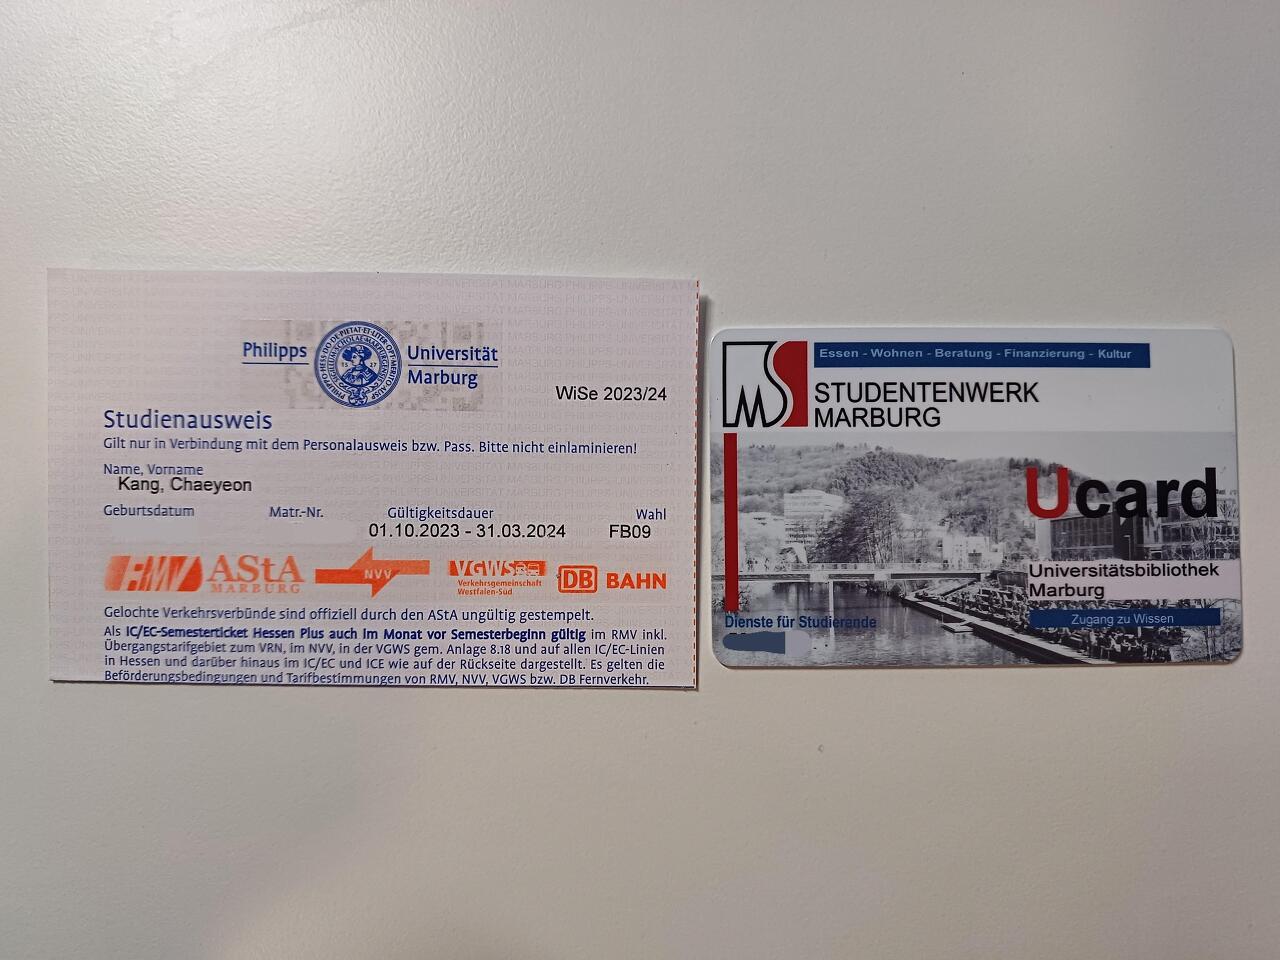 Philipps
Universität
Marburg
WiSe 2023/24
Studienausweis
Gilt nur in Verbindung mit dem Personalausweis bzw. Pass. Bitte nicht einlaminieren!
Name, Vorname
Kang, Chaeyeon
Geburtsdatum Matr.-Nr. Gültigkeitsdauer Wahl
01.10.2023 - 31.03.2024 FB09
RMV AStA MARBURG NVV VGWS Verkehrsgemeinschaft Westfalen-Süd DB BAHN
Gelochte Verkehrsverbünde sind offiziell durch den AStA ungültig gestempelt.
Als IC/EC-Semesterticket Hessen Plus auch im Monat vor Semesterbeginn gültig im RMV inkl.
Übergangstarifgebiet zum VRN, im NVV, in der VGWS gem. Anlage 8.18 und auf allen IC/EC-Linien
in Hessen und darüber hinaus im IC/EC und ICE wie auf der Rückseite dargestellt. Es gelten die
Beförderungsbedingungen und Tarifbestimmungen von RMV, NVV, VGWS bzw. DB Fernverkehr.
Essen - Wohnen - Beratung - Finanzierung - Kultur
STUDENTENWERK
MARBURG
Ucard
Universitätsbibliothek
Marburg
Zugang zu Wissen
Dienste für Studierende